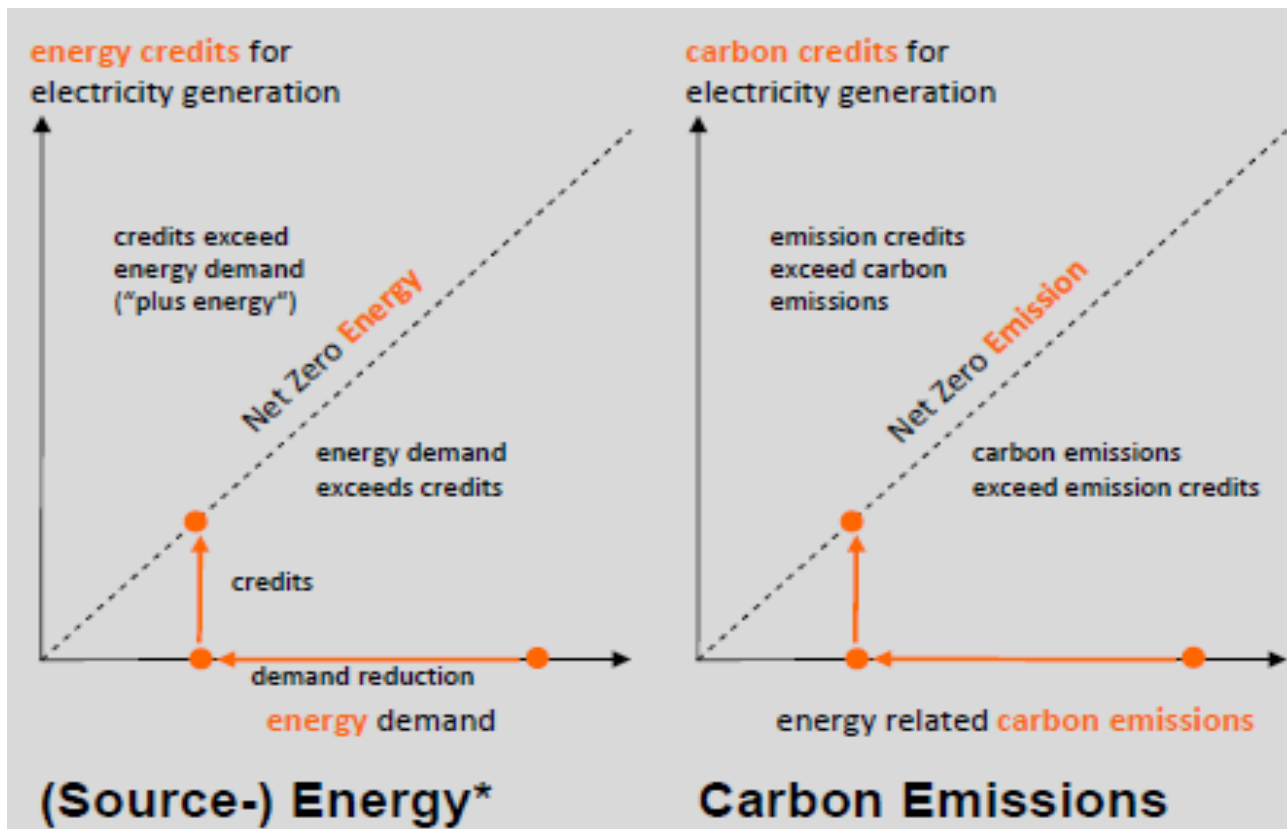 energy credits for
electricity generation
credits exceed
energy demand
(“plus energy”)
Net Zero Energy
energy demand
exceeds credits
credits
demand reduction
energy demand
(Source-) Energy*
carbon credits for
electricity generation
emission credits
exceed carbon
emissions
Net Zero Emission
carbon emissions
exceed emission credits
energy related carbon emissions
Carbon Emissions